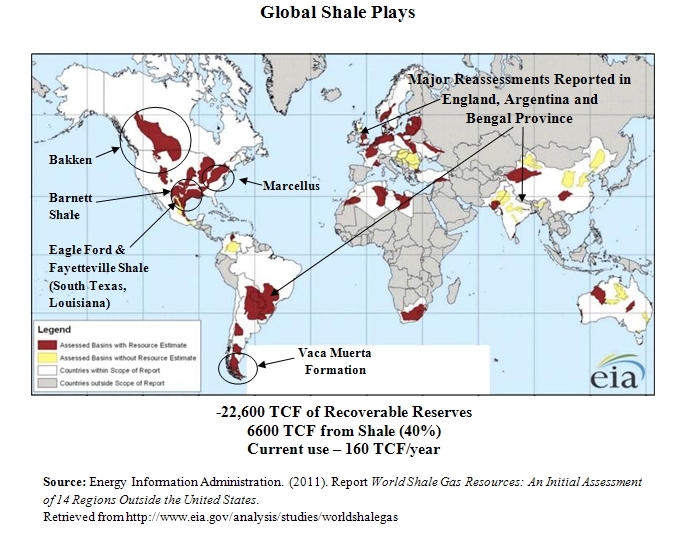 Global Shale Plays
Major Reassessments Reported in
England, Argentina and
Bengal Province
Bakken
Marcellus
Barnett
Shale
Eagle Ford &
Fayetteville Shale
(South Texas,
Louisiana)
Legend
Assessed Basins with Resource Estimate
Assessed Basins without Resource Estimate
Countries within Scope of Report
Countries outside Scope of Report
Vaca Muerta
Formation
eia
-22,600 TCF of Recoverable Reserves
6600 TCF from Shale (40%)
Current use – 160 TCF/year
Source: Energy Information Administration. (2011). Report World Shale Gas Resources: An Initial Assessment
of 14 Regions Outside the United States.
Retrieved from http://www.eia.gov/analysis/studies/worldshalegas